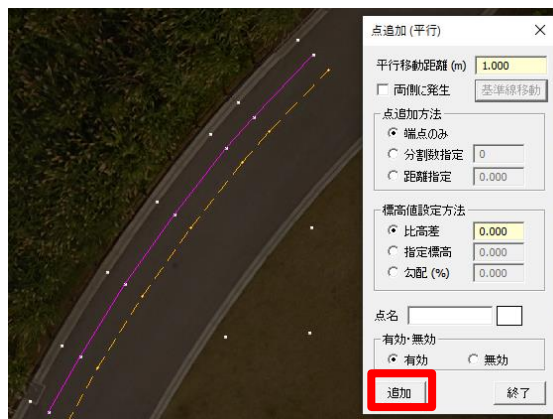 点追加 (平行)
平行移動距離 (m) 1.000
両側に発生 基準線移動
点追加方法
端点のみ
分割数指定 0
距離指定 0.000
標高値設定方法
比高差 0.000
指定標高 0.000
勾配 (%) 0.000
点名
有効・無効
有効 無効
追加 終了